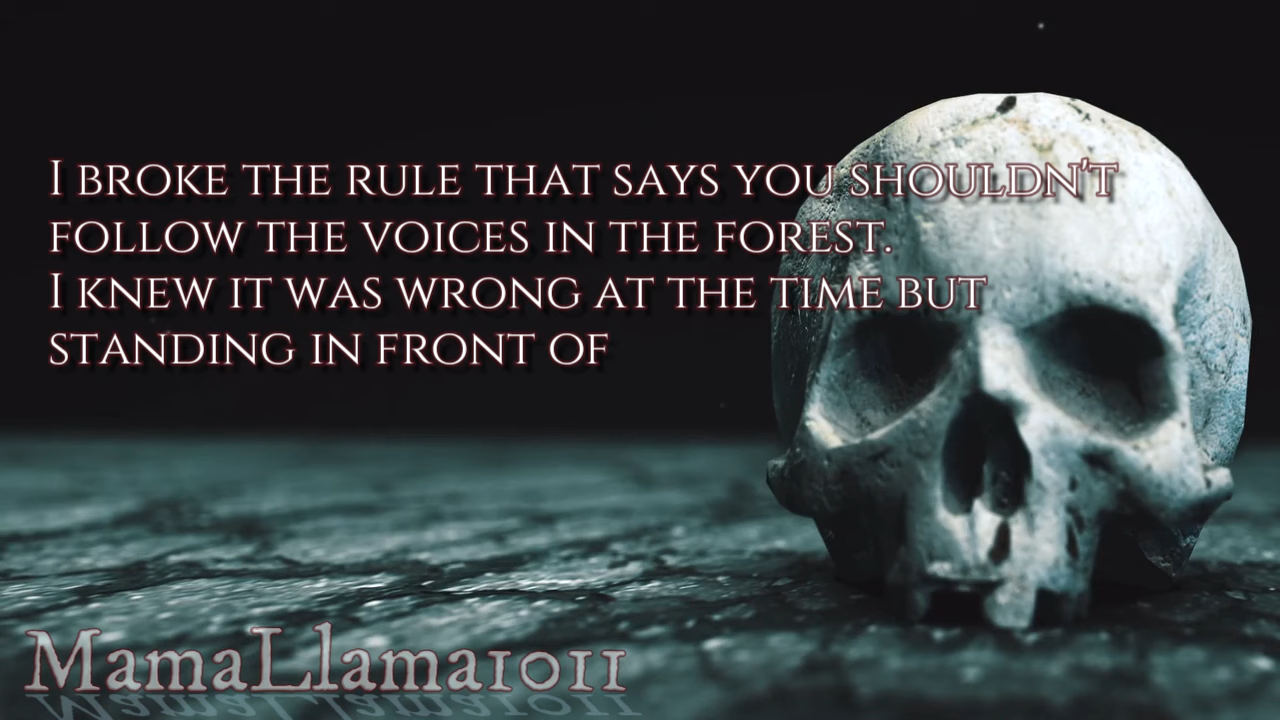 I BROKE THE RULE THAT SAYS YOU SHOULDN'T
FOLLOW THE VOICES IN THE FOREST.
I KNEW IT WAS WRONG AT THE TIME BUT
STANDING IN FRONT OF
MamaLlama1011